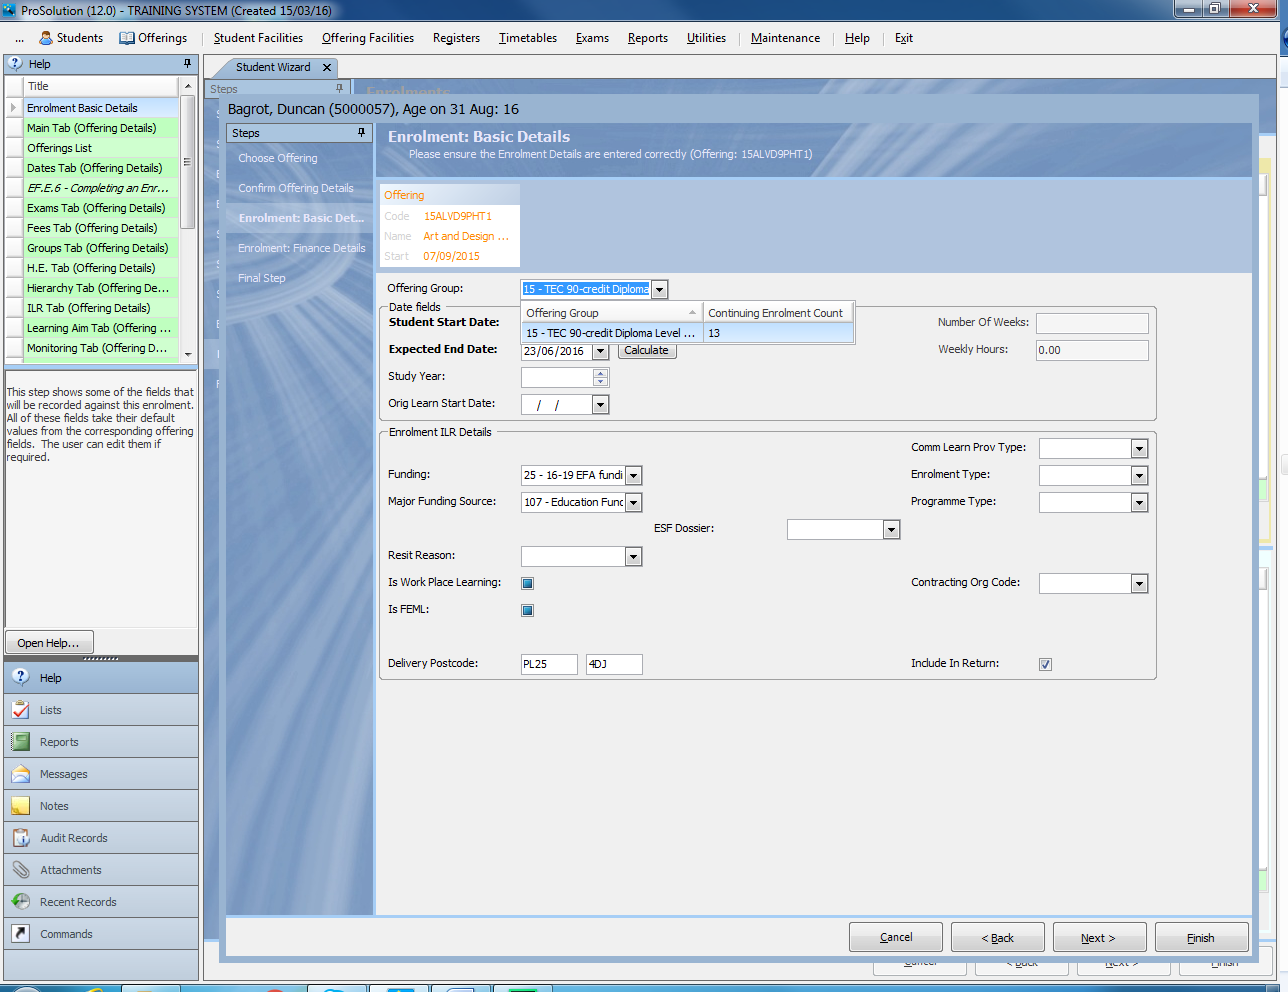 ProSolution (12.0) - TRAINING SYSTEM (Created 15/03/16)
... Students Offerings Student Facilities Offering Facilities Registers Timetables Exams Reports Utilities Maintenance Help Exit
Help
Title
Enrolment Basic Details
Main Tab (Offering Details)
Offerings List
Dates Tab (Offering Details)
EF.E.6 - Completing an Enr...
Exams Tab (Offering Details)
Fees Tab (Offering Details)
Groups Tab (Offering Details)
H.E. Tab (Offering Details)
Hierarchy Tab (Offering De...
ILR Tab (Offering Details)
Learning Aim Tab (Offering ...
Monitoring Tab (Offering D...
This step shows some of the fields that
will be recorded against this enrolment.
All of these fields take their default
values from the corresponding offering
fields. The user can edit them if
required.
Open Help...
Help
Lists
Reports
Messages
Notes
Audit Records
Attachments
Recent Records
Commands
Student Wizard
Steps
Enrolments
Bagrot, Duncan (5000057), Age on 31 Aug: 16
Steps
Choose Offering
Confirm Offering Details
Enrolment: Basic Det...
Enrolment: Finance Details
Final Step
Enrolment: Basic Details
Please ensure the Enrolment Details are entered correctly (Offering: 15ALVD9PHT1)
Offering
Code 15ALVD9PHT1
Name Art and Design ...
Start 07/09/2015
Offering Group: 15 - TEC 90-credit Diploma
Offering Group Continuing Enrolment Count
15 - TEC 90-credit Diploma Level ... 13
Date fields
Student Start Date: Number Of Weeks:
Expected End Date: 23/06/2016 Calculate Weekly Hours: 0.00
Study Year:
Orig Learn Start Date: / /
Enrolment ILR Details
Comm Learn Prov Type:
Funding: 25 - 16-19 EFA fundi Enrolment Type:
Major Funding Source: 107 - Education Func Programme Type:
ESF Dossier:
Resit Reason:
Is Work Place Learning: Contracting Org Code:
Is FEML:
Delivery Postcode: PL25 4DJ Include In Return:
Cancel < Back Next > Finish
Cancel < Back Next > Finish